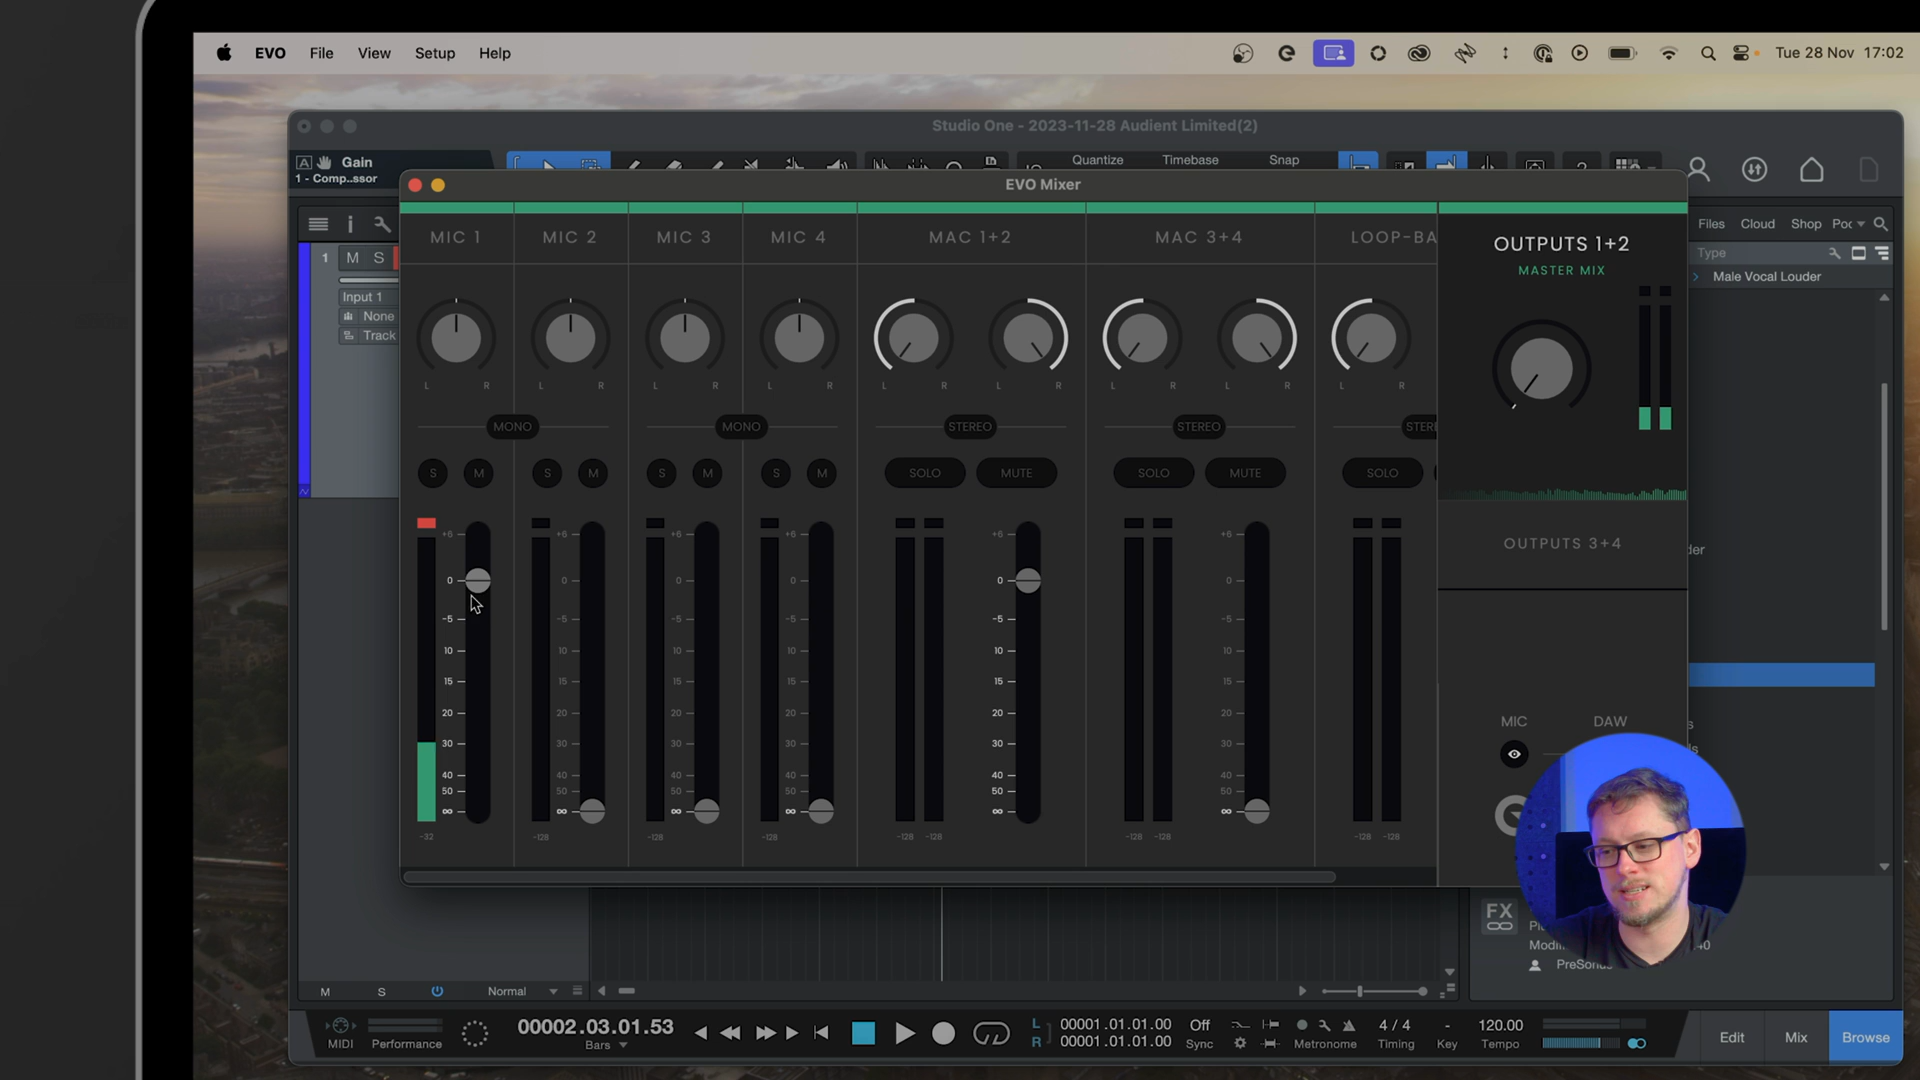 EVO File View Setup Help
Tue 28 Nov 17:02
Studio One - 2023-11-28 Audient Limited(2)
A Gain
1 - Comp..ssor
Quantize Timebase Snap
EVO Mixer
Files Cloud Shop
Type
Male Vocal Louder
1 M S
Input 1
None
Track
MIC 1 MIC 2 MIC 3 MIC 4 MAC 1+2 MAC 3+4 LOOP-BA
OUTPUTS 1+2
MASTER MIX
L R L R L R L R L R L R L R L R L R
MONO MONO STEREO STEREO STERE
S M S M S M S M SOLO MUTE SOLO MUTE SOLO
+6 +6 +6 +6 +6 +6
0 0 0 0 0 0
-5 -5 -5 -5 -5 -5
10 10 10 10 10 10
15 15 15 15 15 15
20 20 20 20 20 20
30 30 30 30 30 30
40 40 40 40 40 40
50 50 50 50 50 50
∞ ∞ ∞ ∞ ∞ ∞
-32 -128 -128 -128 -128 -128 -128 -128 -128 -128
OUTPUTS 3+4
MIC DAW
FX
PreSonus
M S Normal
MIDI Performance
00002.03.01.53
Bars
L 00001.01.01.00
R 00001.01.01.00
Off
Sync
Metronome
4 / 4
Timing
-
Key
120.00
Tempo
Edit Mix Browse